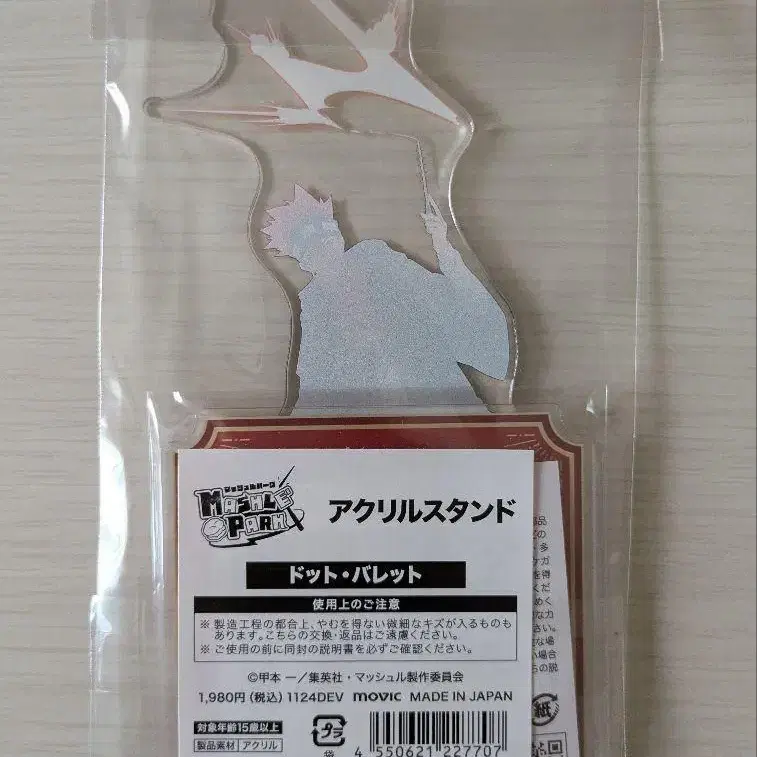 マッシュルパーク
MASHLE PARK
アクリルスタンド
ドット・バレット
使用上のご注意
※製造工程の都合上、やむを得ない微細なキズが入るものも
あります。こちらの交換・返品はご遠慮ください。
※ご使用の前に同封の説明書を必ずご確認ください。
©甲本 一／集英社・マッシュル製作委員会
1,980円(税込) 1124DEV movic MADE IN JAPAN
対象年齢15歳以上
製品素材 アクリル
プラ
袋
4 550621 227707
紙